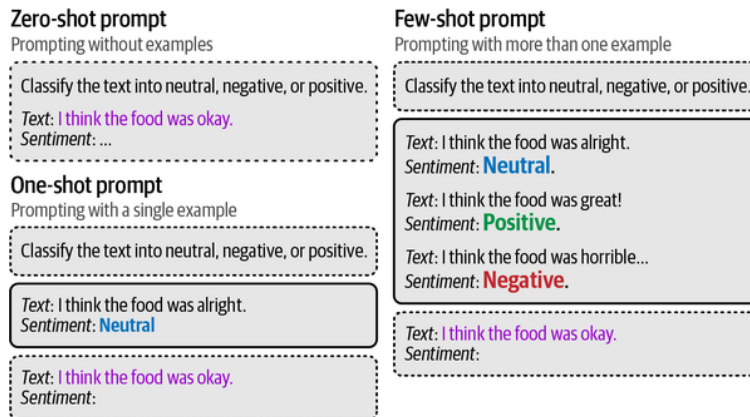 Zero-shot prompt
Prompting without examples
Classify the text into neutral, negative, or positive.
Text: I think the food was okay.
Sentiment: ...
One-shot prompt
Prompting with a single example
Classify the text into neutral, negative, or positive.
Text: I think the food was alright.
Sentiment: Neutral
Text: I think the food was okay.
Sentiment:
Few-shot prompt
Prompting with more than one example
Classify the text into neutral, negative, or positive.
Text: I think the food was alright.
Sentiment: Neutral.
Text: I think the food was great!
Sentiment: Positive.
Text: I think the food was horrible...
Sentiment: Negative.
Text: I think the food was okay.
Sentiment: